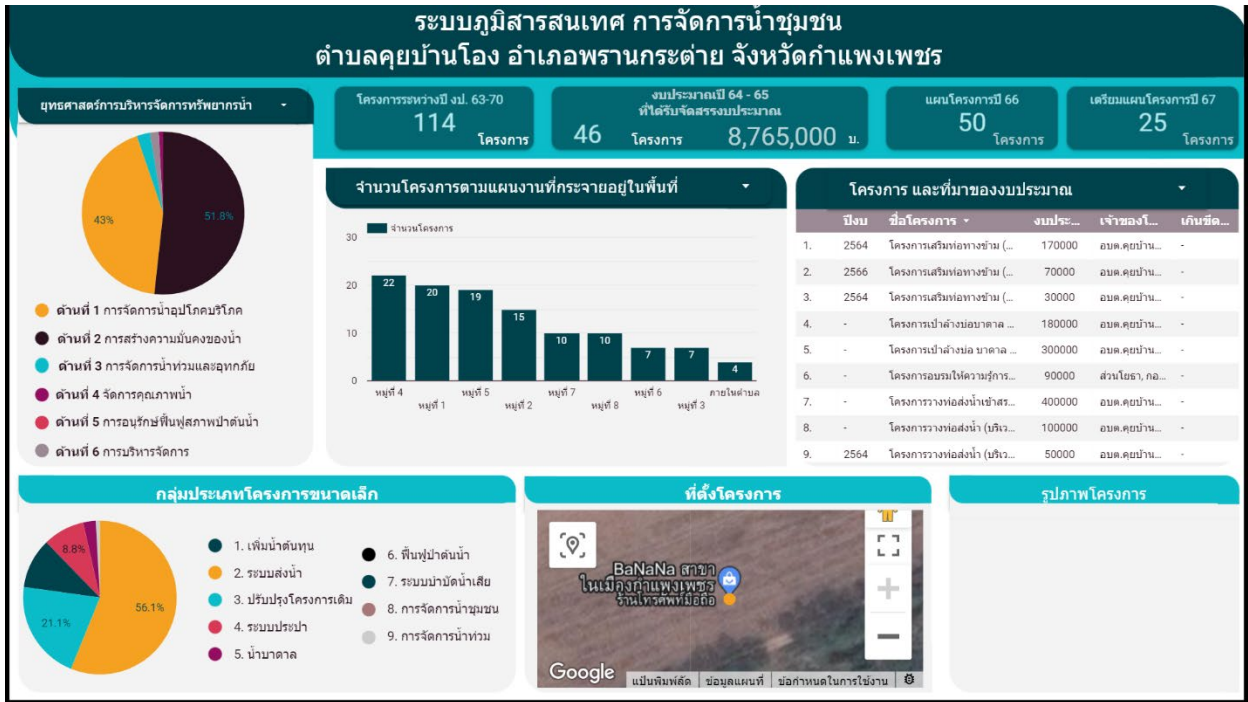 ระบบภูมิสารสนเทศ การจัดการน้ำชุมชน
ตำบลคุยบ้านโอง อำเภอพรานกระต่าย จังหวัดกำแพงเพชร
ยุทธศาสตร์การบริหารจัดการทรัพยากรน้ำ
43%
51.8%
ด้านที่ 1 การจัดการน้ำอุปโภคบริโภค
ด้านที่ 2 การสร้างความมั่นคงของน้ำ
ด้านที่ 3 การจัดการน้ำท่วมและอุทกภัย
ด้านที่ 4 จัดการคุณภาพน้ำ
ด้านที่ 5 การอนุรักษ์ฟื้นฟูสภาพป่าต้นน้ำ
ด้านที่ 6 การบริหารจัดการ
โครงการระหว่างปี งป. 63-70
114 โครงการ
งบประมาณปี 64 - 65
ที่ได้รับจัดสรรงบประมาณ
46 โครงการ 8,765,000 บ.
แผนโครงการปี 66
50 โครงการ
เตรียมแผนโครงการปี 67
25 โครงการ
จำนวนโครงการตามแผนงานที่กระจายอยู่ในพื้นที่
จำนวนโครงการ
30
20
10
0
22 20 19 15 10 10 7 7 4
หมู่ที่ 4 หมู่ที่ 1 หมู่ที่ 5 หมู่ที่ 2 หมู่ที่ 7 หมู่ที่ 8 หมู่ที่ 6 หมู่ที่ 3 ภายในตำบล
โครงการ และที่มาของงบประมาณ
ปีงบ ชื่อโครงการ งบประ... เจ้าของโ... เกินขีด...
1. 2564 โครงการเสริมท่อทางข้าม (... 170000 อบต.คุยบ้าน... -
2. 2566 โครงการเสริมท่อทางข้าม (... 70000 อบต.คุยบ้าน... -
3. 2564 โครงการเสริมท่อทางข้าม (... 30000 อบต.คุยบ้าน... -
4. - โครงการเป่าล้างบ่อบาดาล ... 180000 อบต.คุยบ้าน... -
5. - โครงการเป่าล้างบ่อ บาดาล ... 300000 อบต.คุยบ้าน... -
6. - โครงการอบรมให้ความรู้การ... 90000 ส่วนโยธา, กอ... -
7. - โครงการวางท่อส่งน้ำเข้าสร... 400000 อบต.คุยบ้าน... -
8. - โครงการวางท่อส่งน้ำ (บริเว... 100000 อบต.คุยบ้าน... -
9. 2564 โครงการวางท่อส่งน้ำ (บริเว... 50000 อบต.คุยบ้าน... -
กลุ่มประเภทโครงการขนาดเล็ก
8.8%
56.1%
21.1%
1. เพิ่มน้ำต้นทุน
2. ระบบส่งน้ำ
3. ปรับปรุงโครงการเดิม
4. ระบบประปา
5. น้ำบาดาล
6. ฟื้นฟูป่าต้นน้ำ
7. ระบบบำบัดน้ำเสีย
8. การจัดการน้ำชุมชน
9. การจัดการน้ำท่วม
ที่ตั้งโครงการ
BaNaNa สาขา
ในเมืองกำแพงเพชร
ร้านโทรศัพท์มือถือ
Google
แป้นพิมพ์ลัด ข้อมูลแผนที่ ข้อกำหนดในการใช้งาน
รูปภาพโครงการ